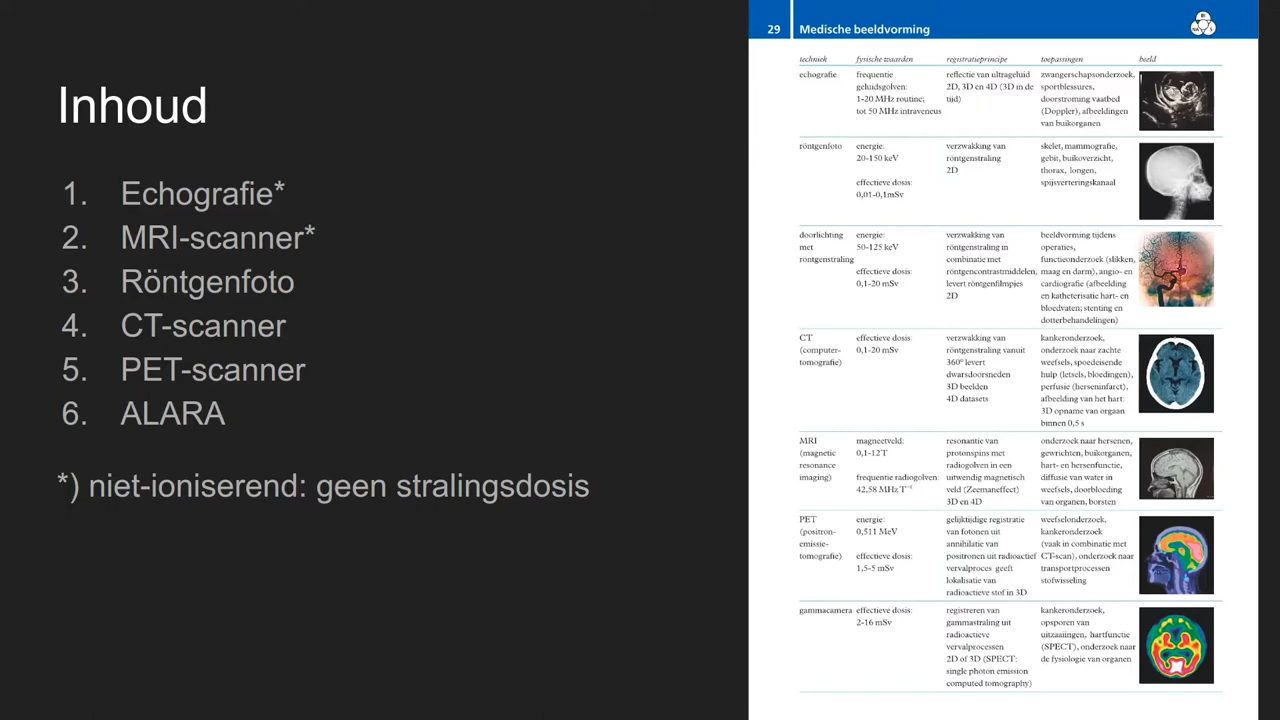 Inhoud
1. Echografie*
2. MRI-scanner*
3. Röntgenfoto
4. CT-scanner
5. PET-scanner
6. ALARA
*) niet-ioniserend: geen stralingsdosis
29 Medische beeldvorming
techniek fysische waarden registratieprincipe toepassingen beeld
echografie frequentie reflectie van ultrageluid zwangerschapsonderzoek,
geluidsgolven: 2D, 3D en 4D (3D in de sportblessures,
1-20 MHz routine; tijd) doorstroming vaatbed
tot 50 MHz intraveneus (Doppler), afbeeldingen
van buikorganen
röntgenfoto energie: verzwakking van skelet, mammografie,
20-150 keV röntgenstraling gebit, buikoverzicht,
2D thorax, longen,
effectieve dosis: spijsverteringskanaal
0,01-0,1mSv
doorlichting energie: verzwakking van beeldvorming tijdens
met 50-125 keV röntgenstraling in operaties,
röntgenstraling combinatie met functieonderzoek (slikken,
effectieve dosis: röntgencontrastmiddelen, maag en darm), angio- en
0,1-20 mSv levert röntgenfilmpjes cardiografie (afbeelding
2D en katheterisatie hart- en
bloedvaten; stenting en
dotterbehandelingen)
CT effectieve dosis: verzwakking van kankeronderzoek,
(computer- 0,1-20 mSv röntgenstraling vanuit onderzoek naar zachte
tomografie) 360° levert weefsels, spoedeisende
dwarsdoorsneden hulp (letsels, bloedingen),
3D beelden perfusie (herseninfarct),
4D datasets afbeelding van het hart:
3D opname van orgaan
binnen 0,5 s
MRI magneetveld: resonantie van onderzoek naar hersenen,
(magnetic 0,1-12 T protonspins met gewrichten, buikorganen,
resonance radiogolven in een hart- en hersenfunctie,
imaging) frequentie radiogolven: uitwendig magnetisch diffusie van water in
42,58 MHz T⁻¹ veld (Zeemaneffect) weefsels, doorbloeding
3D en 4D van organen, borsten
PET energie: gelijktijdige registratie weefselonderzoek,
(positron- 0,511 MeV van fotonen uit kankeronderzoek
emissie- annihilatie van (vaak in combinatie met
tomografie) effectieve dosis: positronen uit radioactief CT-scan), onderzoek naar
1,5-5 mSv vervalproces geeft transportprocessen
lokalisatie van stofwisseling
radioactieve stof in 3D
gammacamera effectieve dosis: registreren van kankeronderzoek,
2-16 mSv gammastraling uit opsporen van
radioactieve uitzaaiingen, hartfunctie
vervalprocessen (SPECT), onderzoek naar
2D of 3D (SPECT: de fysiologie van organen
single photon emission
computed tomography)